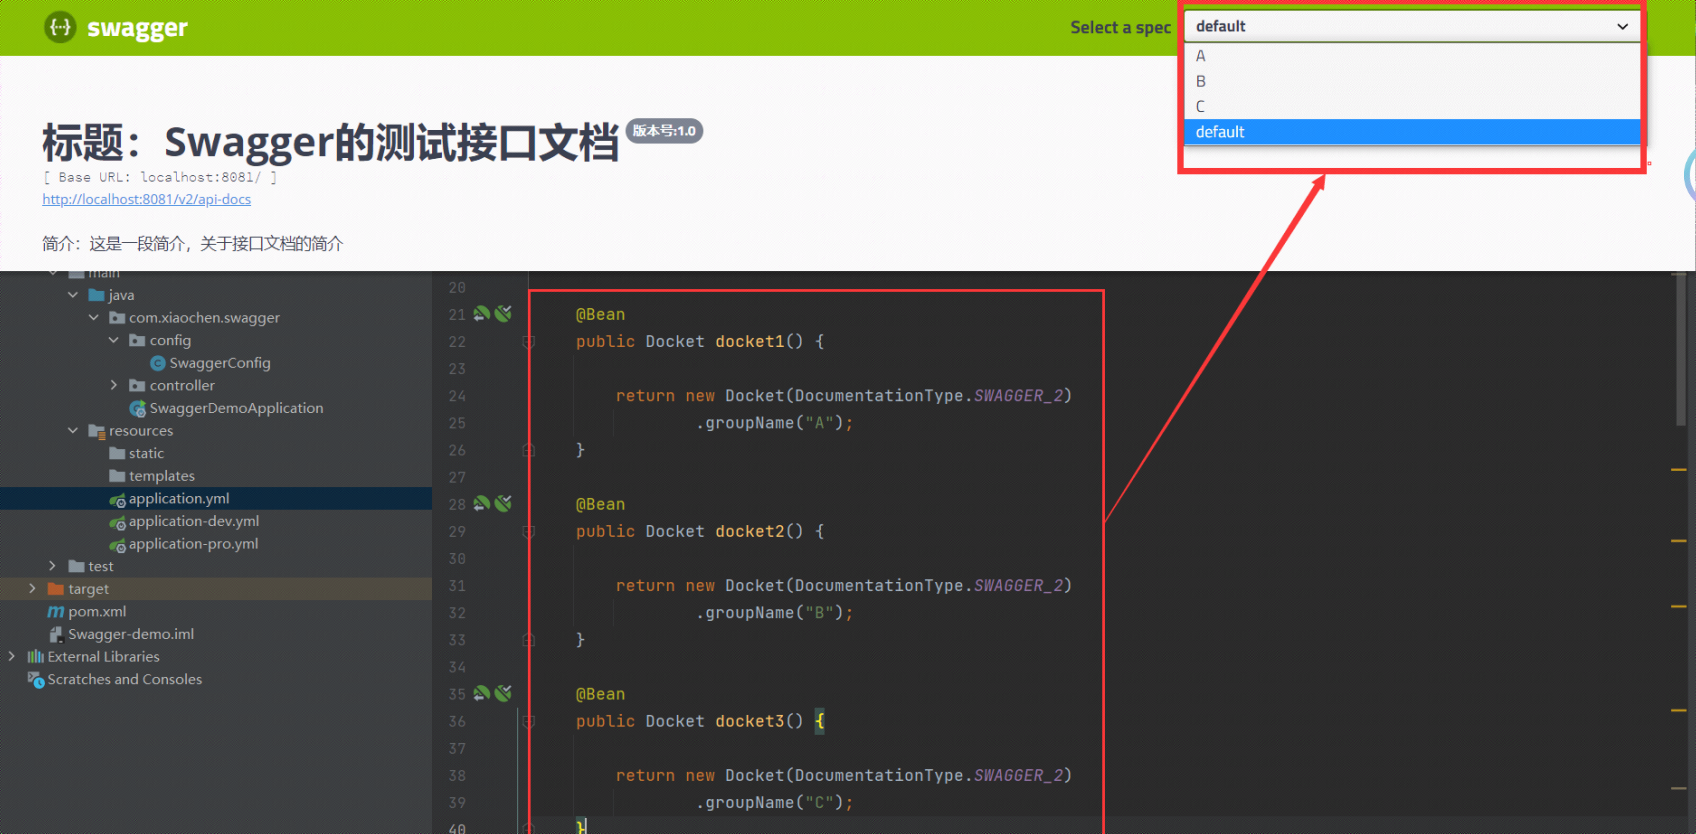 swagger
Select a spec
default
A
B
C
default
标题：Swagger的测试接口文档 版本号:1.0
[ Base URL: localhost:8081/ ]
http://localhost:8081/v2/api-docs
简介：这是一段简介，关于接口文档的简介
main
java
com.xiaochen.swagger
config
SwaggerConfig
controller
SwaggerDemoApplication
resources
static
templates
application.yml
application-dev.yml
application-pro.yml
test
target
pom.xml
Swagger-demo.iml
External Libraries
Scratches and Consoles
20
21 @Bean
22 public Docket docket1() {
23
24 return new Docket(DocumentationType.SWAGGER_2)
25 .groupName("A");
26 }
27
28 @Bean
29 public Docket docket2() {
30
31 return new Docket(DocumentationType.SWAGGER_2)
32 .groupName("B");
33 }
34
35 @Bean
36 public Docket docket3() {
37
38 return new Docket(DocumentationType.SWAGGER_2)
39 .groupName("C");
40 }